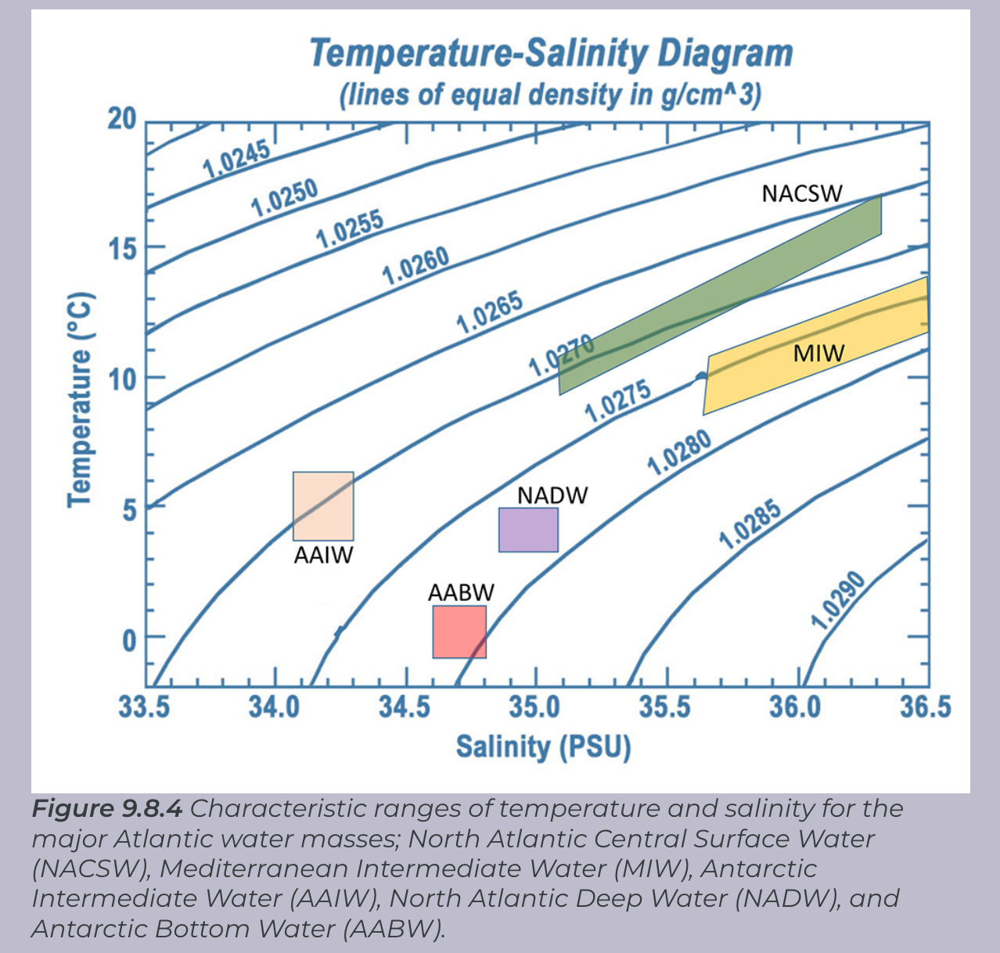 Temperature-Salinity Diagram
(lines of equal density in g/cm^3)
20
15
10
5
0
Temperature (°C)
1.0245
1.0250
1.0255
1.0260
1.0265
1.0270
1.0275
1.0280
1.0285
1.0290
NACSW
MIW
NADW
AAIW
AABW
33.5 34.0 34.5 35.0 35.5 36.0 36.5
Salinity (PSU)
Figure 9.8.4 Characteristic ranges of temperature and salinity for the
major Atlantic water masses; North Atlantic Central Surface Water
(NACSW), Mediterranean Intermediate Water (MIW), Antarctic
Intermediate Water (AAIW), North Atlantic Deep Water (NADW), and
Antarctic Bottom Water (AABW).